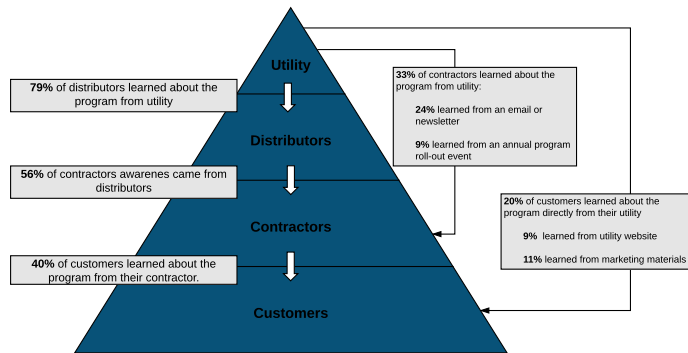 Utility
79% of distributors learned about the
program from utility
Distributors
56% of contractors awarenes came from
distributors
Contractors
40% of customers learned about the
program from their contractor.
Customers
33% of contractors learned about the
program from utility:
24% learned from an email or
newsletter
9% learned from an annual program
roll-out event
20% of customers learned about the
program directly from their utility
9% learned from utility website
11% learned from marketing materials